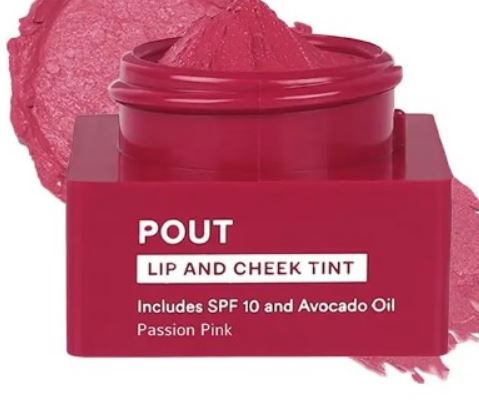 POUT
LIP AND CHEEK TINT
Includes SPF 10 and Avocado Oil
Passion Pink